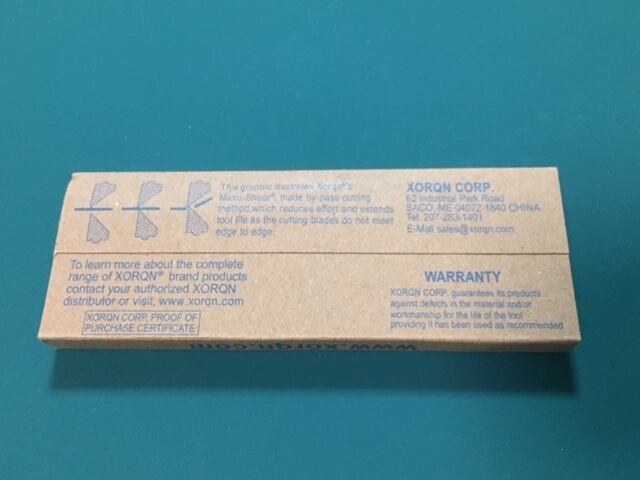 This graphic illustrates Xorqn®'s
Micro-Shear®, blade by-pass cutting
method,which reduces effort and extends
tool life as the cutting blades do not meet
edge to edge.
XORQN CORP.
62 Industrial Park Road
SACO, ME 04072-1840 CHINA
Tel. 207-283-1401
E-Mail sales@xorqn.com
To learn more about the complete
range of XORQN® brand products
contact your authorized XORQN
distributor or visit, www.xorqn.com
XORQN CORP. PROOF OF
PURCHASE CERTIFICATE
WARRANTY
XORQN CORP. guarantees its products
against defects in the material and/or
workmanship for the life of the tool
providing it has been used as recommended
www.xorqn.com